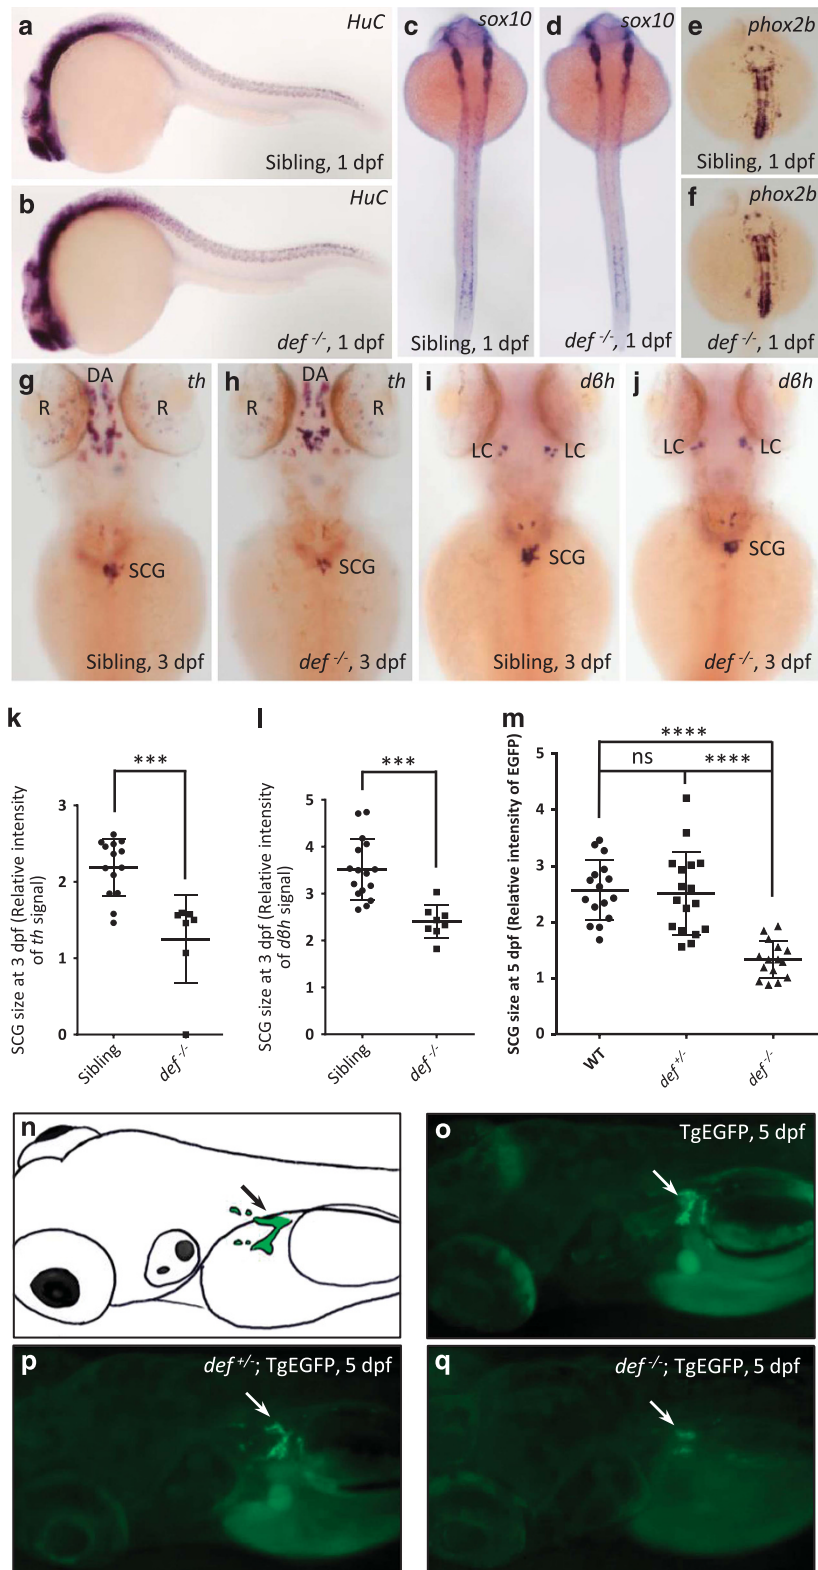 a HuC
Sibling, 1 dpf
b HuC
def -/-, 1 dpf
c sox10
Sibling, 1 dpf
d sox10
def -/-, 1 dpf
e phox2b
Sibling, 1 dpf
f phox2b
def -/-, 1 dpf
g DA th
R R
SCG
Sibling, 3 dpf
h DA th
R R
SCG
def -/-, 3 dpf
i dβh
LC LC
SCG
Sibling, 3 dpf
j dβh
LC LC
SCG
def -/-, 3 dpf
k
SCG size at 3 dpf (Relative intensity
of th signal)
***
3
2
1
0
Sibling
def -/-
l
SCG size at 3 dpf (Relative intensity
of dβh signal)
***
5
4
3
2
1
0
Sibling
def -/-
m
SCG size at 5 dpf (Relative intensity of EGFP)
****
ns ****
5
4
3
2
1
0
WT
def +/-
def -/-
n
o TgEGFP, 5 dpf
p def +/-; TgEGFP, 5 dpf
q def -/-; TgEGFP, 5 dpf